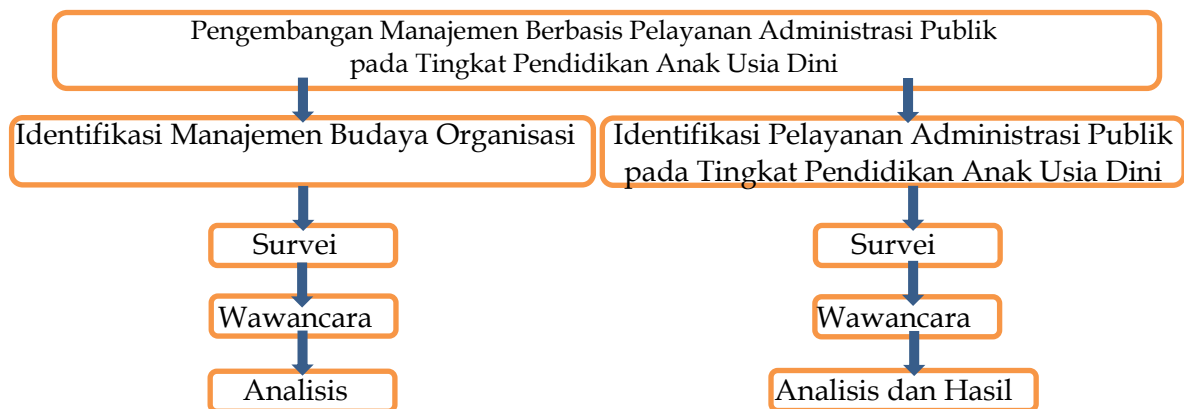 Pengembangan Manajemen Berbasis Pelayanan Administrasi Publik
pada Tingkat Pendidikan Anak Usia Dini
Identifikasi Manajemen Budaya Organisasi
Identifikasi Pelayanan Administrasi Publik
pada Tingkat Pendidikan Anak Usia Dini
Survei
Survei
Wawancara
Wawancara
Analisis
Analisis dan Hasil